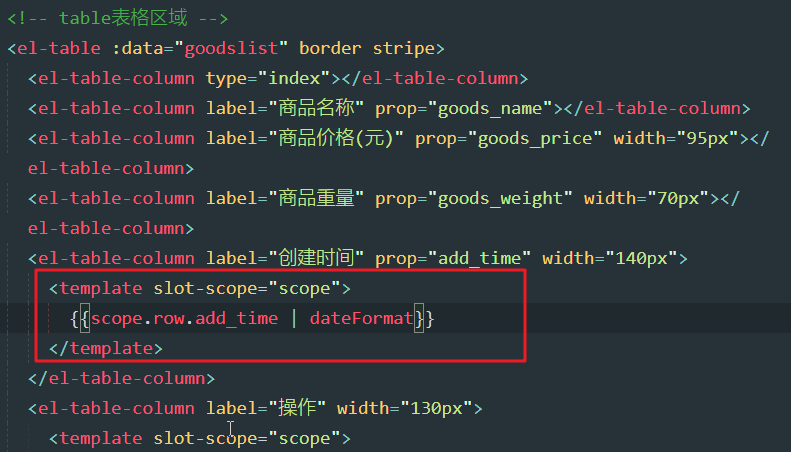 <!-- table表格区域 -->
<el-table :data="goodslist" border stripe>
<el-table-column type="index"></el-table-column>
<el-table-column label="商品名称" prop="goods_name"></el-table-column>
<el-table-column label="商品价格(元)" prop="goods_price" width="95px"></
el-table-column>
<el-table-column label="商品重量" prop="goods_weight" width="70px"></
el-table-column>
<el-table-column label="创建时间" prop="add_time" width="140px">
<template slot-scope="scope">
{{scope.row.add_time | dateFormat}}
</template>
</el-table-column>
<el-table-column label="操作" width="130px">
<template slot-scope="scope">